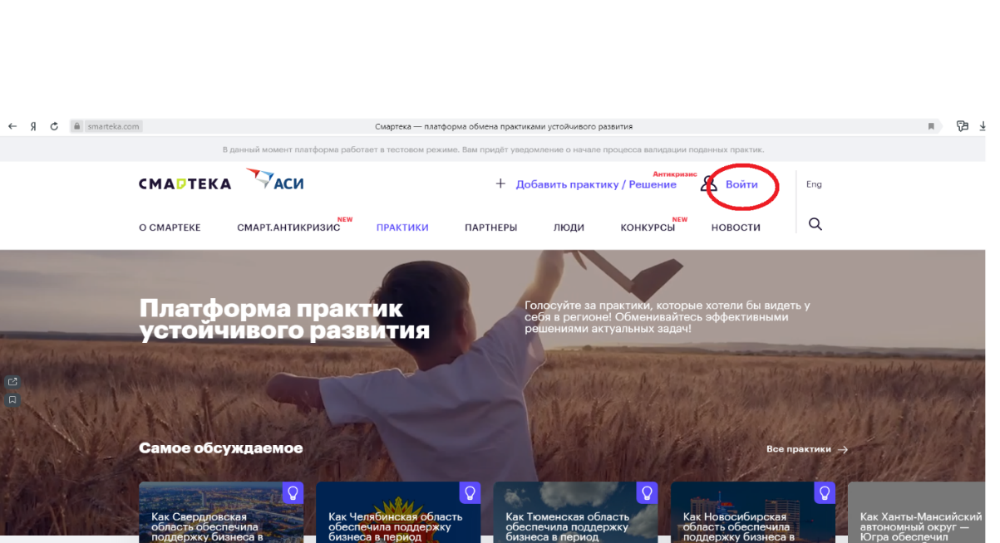 Я
smarteka.com
Смартека — платформа обмена практиками устойчивого развития
В данный момент платформа работает в тестовом режиме. Вам придёт уведомление о начале процесса валидации поданных практик.
СМАРТЕКА
АСИ
+ Добавить практику / Решение
Антикризис
Войти
Eng
О СМАРТЕКЕ
СМАРТ.АНТИКРИЗИС
NEW
ПРАКТИКИ
ПАРТНЕРЫ
ЛЮДИ
КОНКУРСЫ
NEW
НОВОСТИ
Платформа практик
устойчивого развития
Голосуйте за практики, которые хотели бы видеть у
себя в регионе! Обменивайтесь эффективными
решениями актуальных задач!
Самое обсуждаемое
Все практики →
Как Свердловская
область обеспечила
поддержку бизнеса в
Как Челябинская область
обеспечила поддержку
бизнеса в период
Как Тюменская область
обеспечила поддержку
бизнеса в период
Как Новосибирская
область обеспечила
поддержку бизнеса в
Как Ханты-Мансийский
автономный округ —
Югра обеспечил